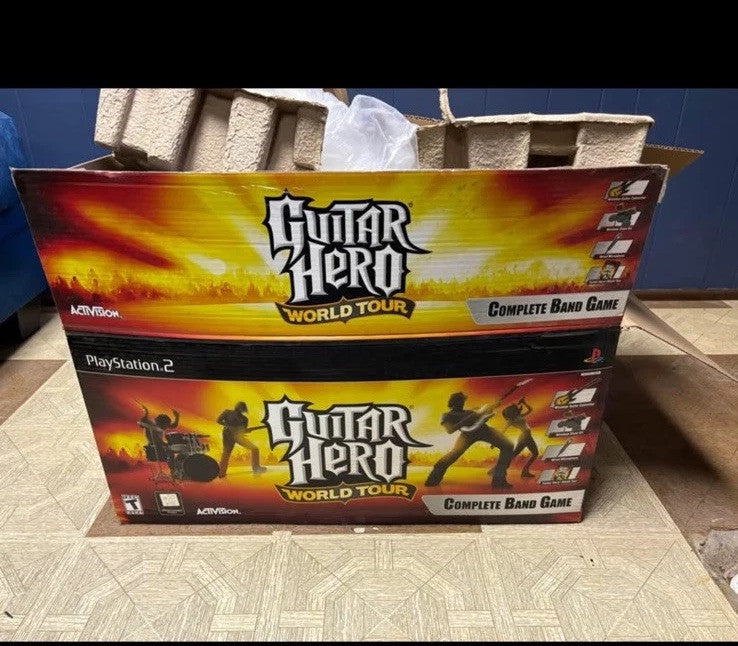 GUITAR
HERO
WORLD TOUR
ACTIVISION
COMPLETE BAND GAME
PlayStation 2
GUITAR
HERO
WORLD TOUR
T
ACTIVISION
COMPLETE BAND GAME